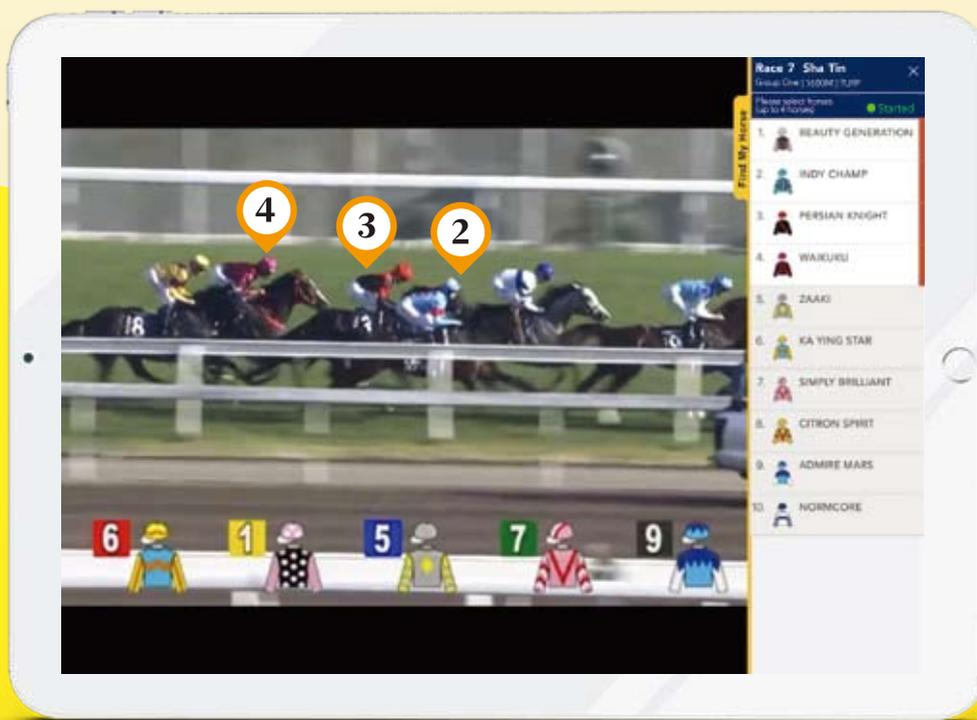 Race 7 Sha Tin
Group One | 1600M | TURF
Please select horses
(up to 4 horses)
Started
Find My Horse
1. BEAUTY GENERATION
2. INDY CHAMP
3. PERSIAN KNIGHT
4. WAIKUKU
5. ZAAKI
6. KA YING STAR
7. SIMPLY BRILLIANT
8. CITRON SPIRIT
9. ADMIRE MARS
10. NORMCORE
4
3
2
8
3
6
1
5
7
9